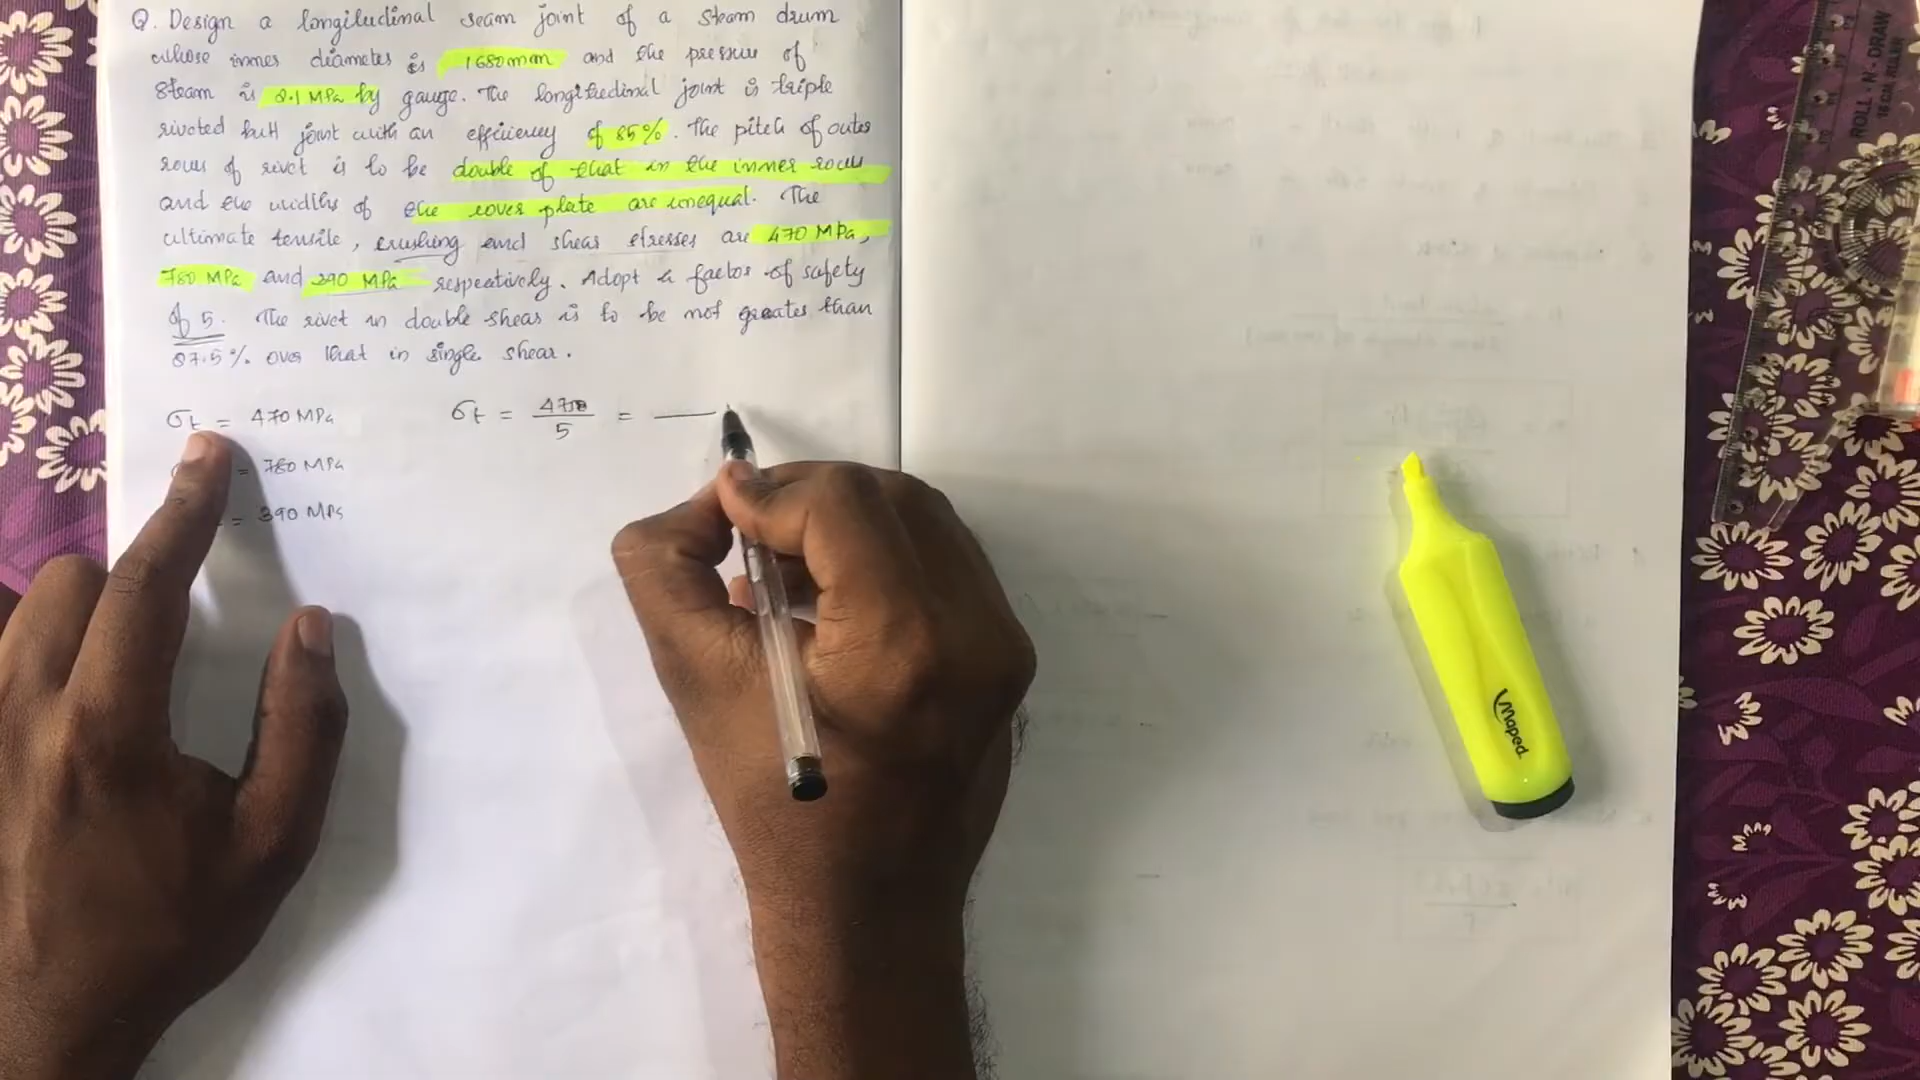 Q. Design a longitudinal seam joint of a steam drum
whose inner diameter is 1680mm and the pressure of
steam is 2.1 MPa by gauge. The longitudinal joint is triple
riveted butt joint with an efficiency of 85%. The pitch of outer
rows of rivet is to be double of that in the inner rows
and the widths of the cover plate are unequal. The
ultimate tensile, crushing and shear stresses are 470 MPa,
780 MPa and 390 MPa respectively. Adopt a factor of safety
of 5. The rivet in double shear is to be not greater than
87.5% over that in single shear.
σt = 470 MPa
σt = 470 / 5 =
= 780 MPa
= 390 MPa
Maped
ROLL-N-DRAW